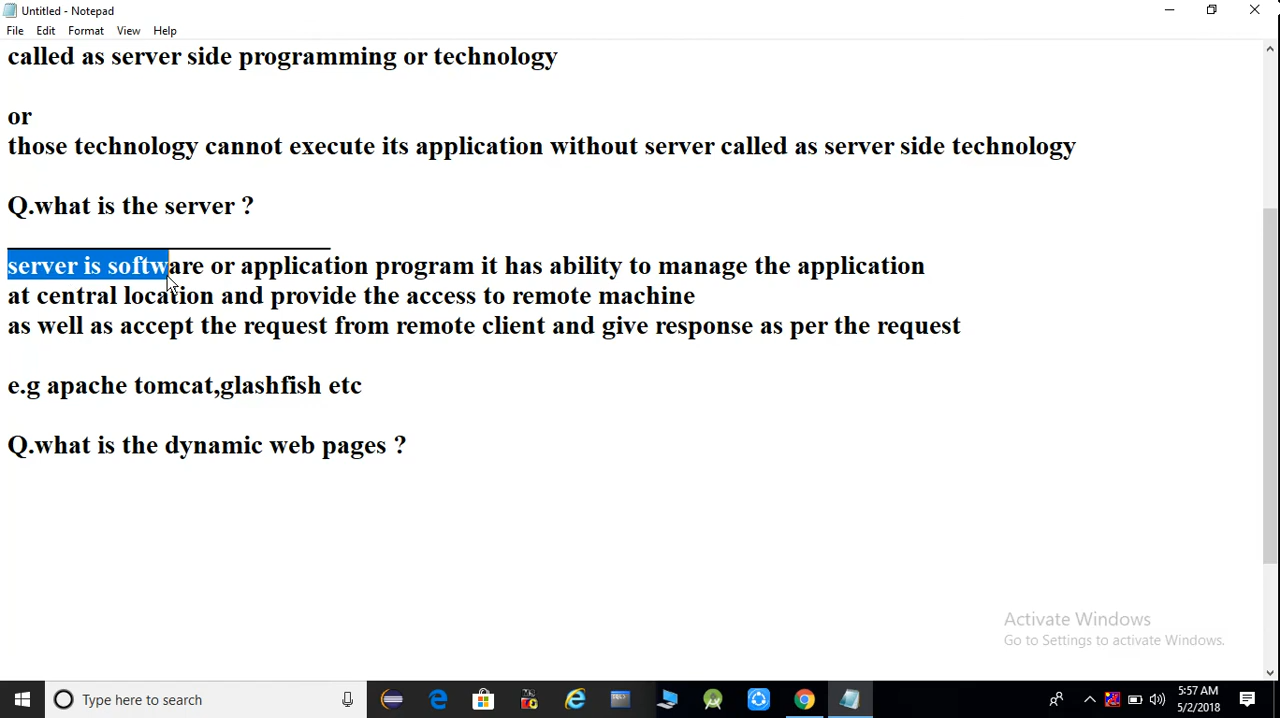 Untitled - Notepad
File Edit Format View Help
called as server side programming or technology
or
those technology cannot execute its application without server called as server side technology
Q.what is the server ?
server is software or application program it has ability to manage the application
at central location and provide the access to remote machine
as well as accept the request from remote client and give response as per the request
e.g apache tomcat,glashfish etc
Q.what is the dynamic web pages ?
Activate Windows
Go to Settings to activate Windows.
Type here to search
5:57 AM
5/2/2018